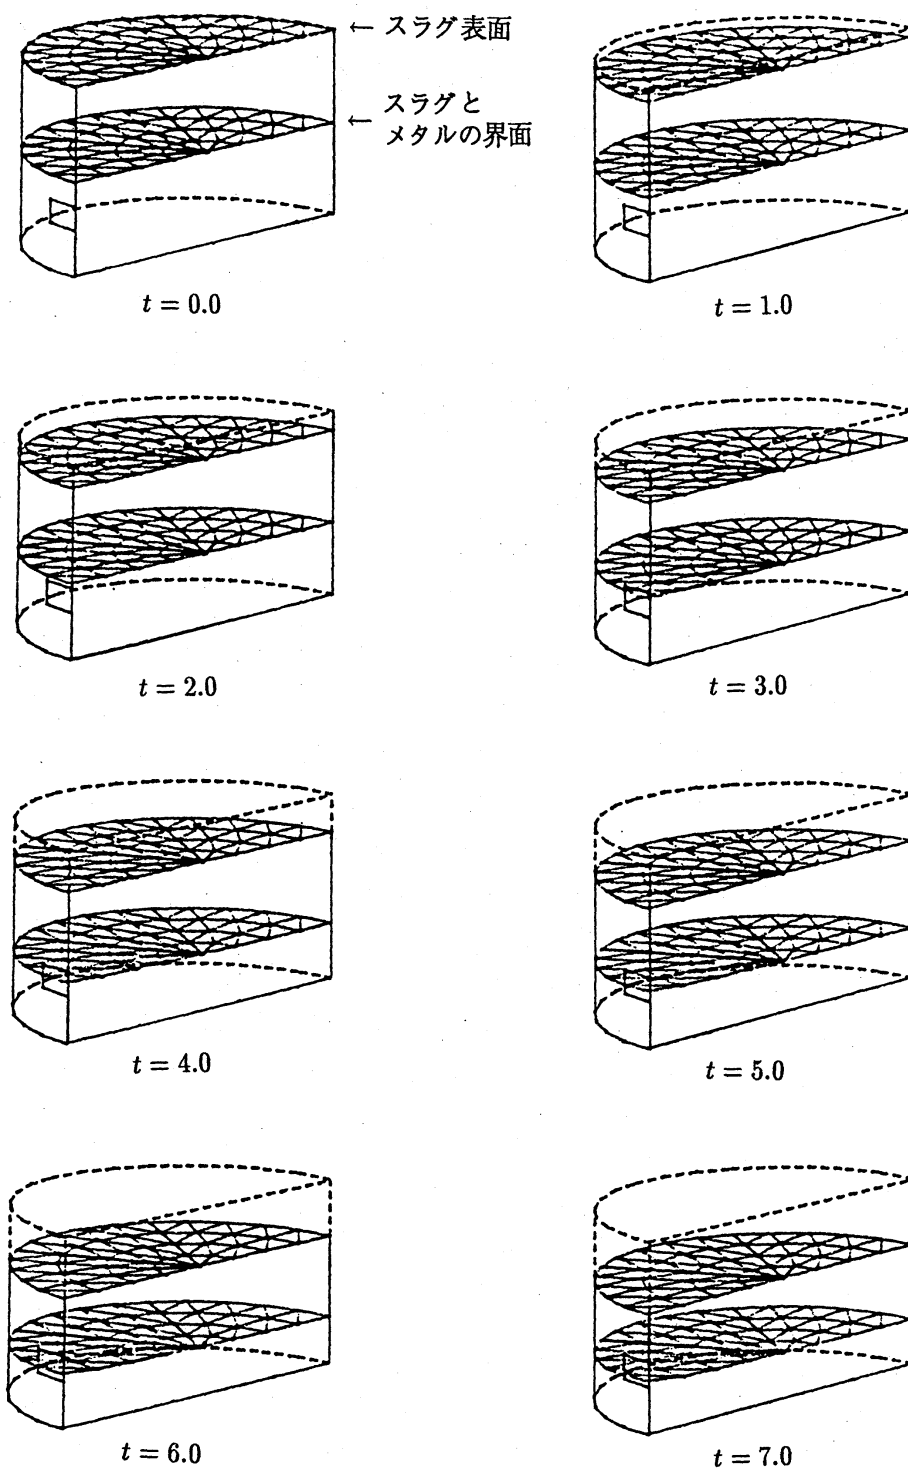 ← スラグ表面
← スラグと
メタルの界面
t = 0.0
t = 1.0
t = 2.0
t = 3.0
t = 4.0
t = 5.0
t = 6.0
t = 7.0